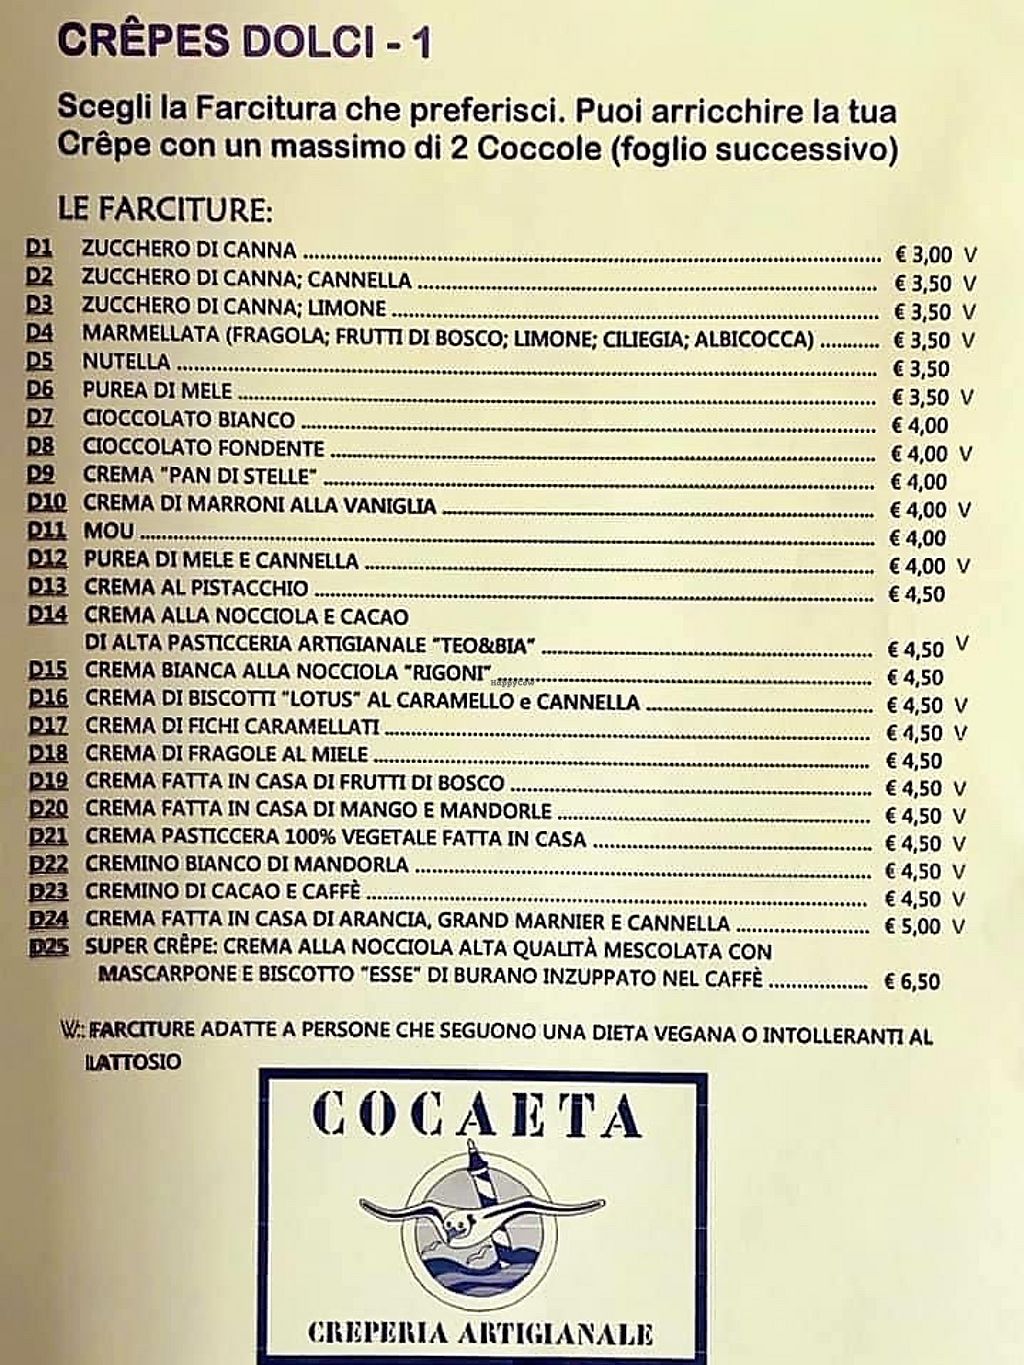 CRÊPES DOLCI - 1
Scegli la Farcitura che preferisci. Puoi arricchire la tua
Crêpe con un massimo di 2 Coccole (foglio successivo)
LE FARCITURE:
D1 ZUCCHERO DI CANNA € 3,00 V
D2 ZUCCHERO DI CANNA; CANNELLA € 3,50 V
D3 ZUCCHERO DI CANNA; LIMONE € 3,50 V
D4 MARMELLATA (FRAGOLA; FRUTTI DI BOSCO; LIMONE; CILIEGIA; ALBICOCCA) € 3,50 V
D5 NUTELLA € 3,50
D6 PUREA DI MELE € 3,50 V
D7 CIOCCOLATO BIANCO € 4,00
D8 CIOCCOLATO FONDENTE € 4,00 V
D9 CREMA "PAN DI STELLE" € 4,00
D10 CREMA DI MARRONI ALLA VANIGLIA € 4,00 V
D11 MOU € 4,00
D12 PUREA DI MELE E CANNELLA € 4,00 V
D13 CREMA AL PISTACCHIO € 4,50
D14 CREMA ALLA NOCCIOLA E CACAO
DI ALTA PASTICCERIA ARTIGIANALE "TEO&BIA" € 4,50 V
D15 CREMA BIANCA ALLA NOCCIOLA "RIGONI" € 4,50
HappyCow
D16 CREMA DI BISCOTTI "LOTUS" AL CARAMELLO e CANNELLA € 4,50 V
D17 CREMA DI FICHI CARAMELLATI € 4,50 V
D18 CREMA DI FRAGOLE AL MIELE € 4,50
D19 CREMA FATTA IN CASA DI FRUTTI DI BOSCO € 4,50 V
D20 CREMA FATTA IN CASA DI MANGO E MANDORLE € 4,50 V
D21 CREMA PASTICCERA 100% VEGETALE FATTA IN CASA € 4,50 V
D22 CREMINO BIANCO DI MANDORLA € 4,50 V
D23 CREMINO DI CACAO E CAFFÈ € 4,50 V
D24 CREMA FATTA IN CASA DI ARANCIA, GRAND MARNIER E CANNELLA € 5,00 V
D25 SUPER CRÊPE: CREMA ALLA NOCCIOLA ALTA QUALITÀ MESCOLATA CON
MASCARPONE E BISCOTTO "ESSE" DI BURANO INZUPPATO NEL CAFFÈ € 6,50
V: FARCITURE ADATTE A PERSONE CHE SEGUONO UNA DIETA VEGANA O INTOLLERANTI AL
LATTOSIO
COCAETA
CREPERIA ARTIGIANALE